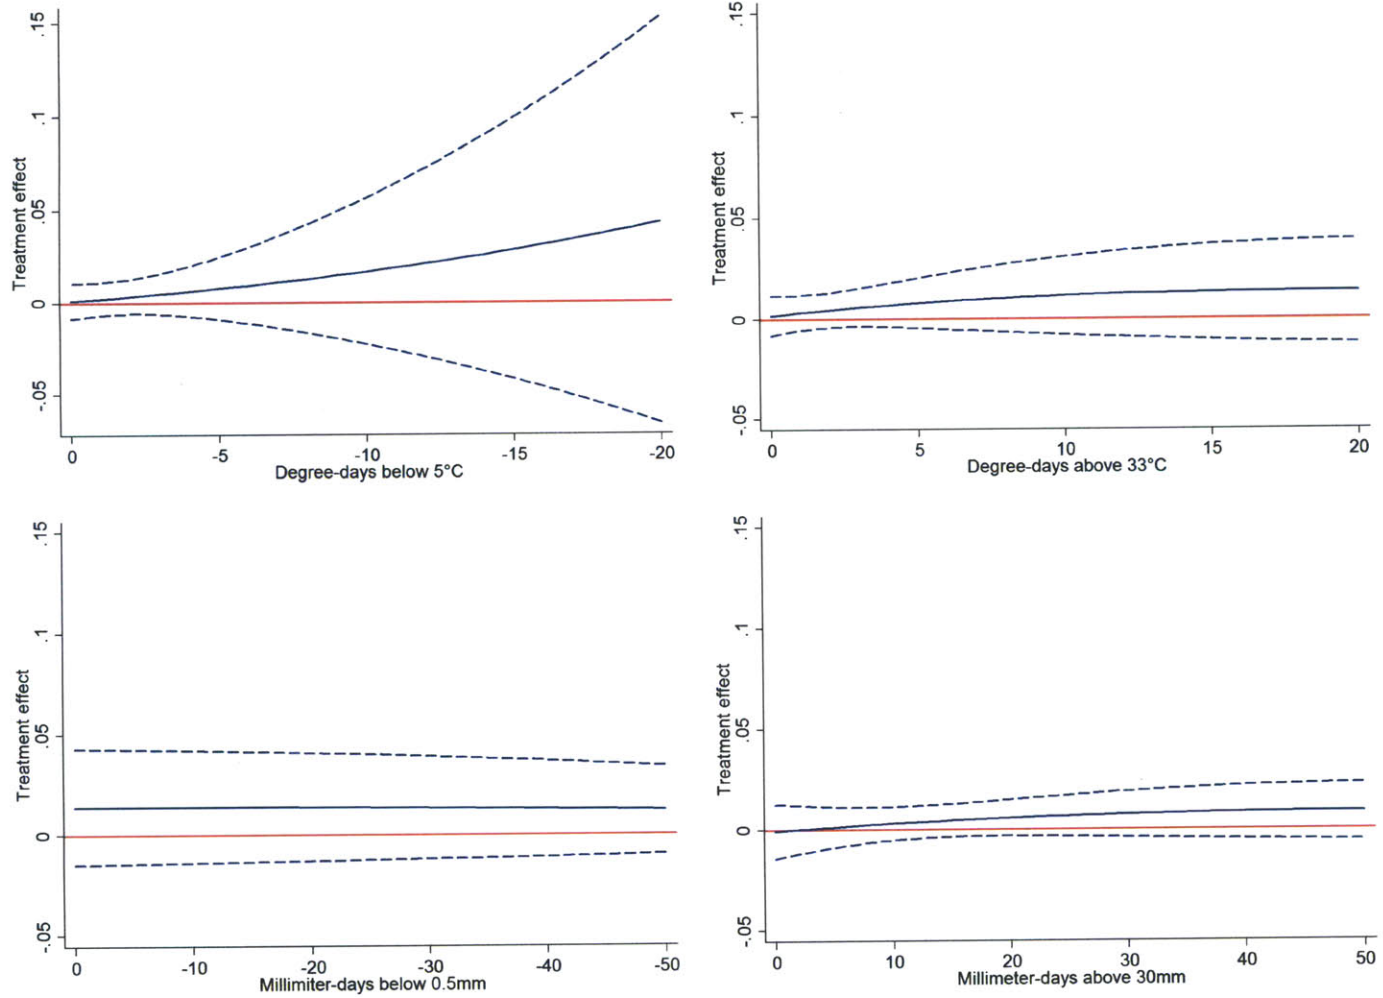 .15
.1
.05
0
-.05
Treatment effect
0 -5 -10 -15 -20
Degree-days below 5°C
.15
.1
.05
0
-.05
Treatment effect
0 5 10 15 20
Degree-days above 33°C
.15
.1
.05
0
-.05
Treatment effect
0 -10 -20 -30 -40 -50
Millimiter-days below 0.5mm
.15
.1
.05
0
-.05
Treatment effect
0 10 20 30 40 50
Millimeter-days above 30mm